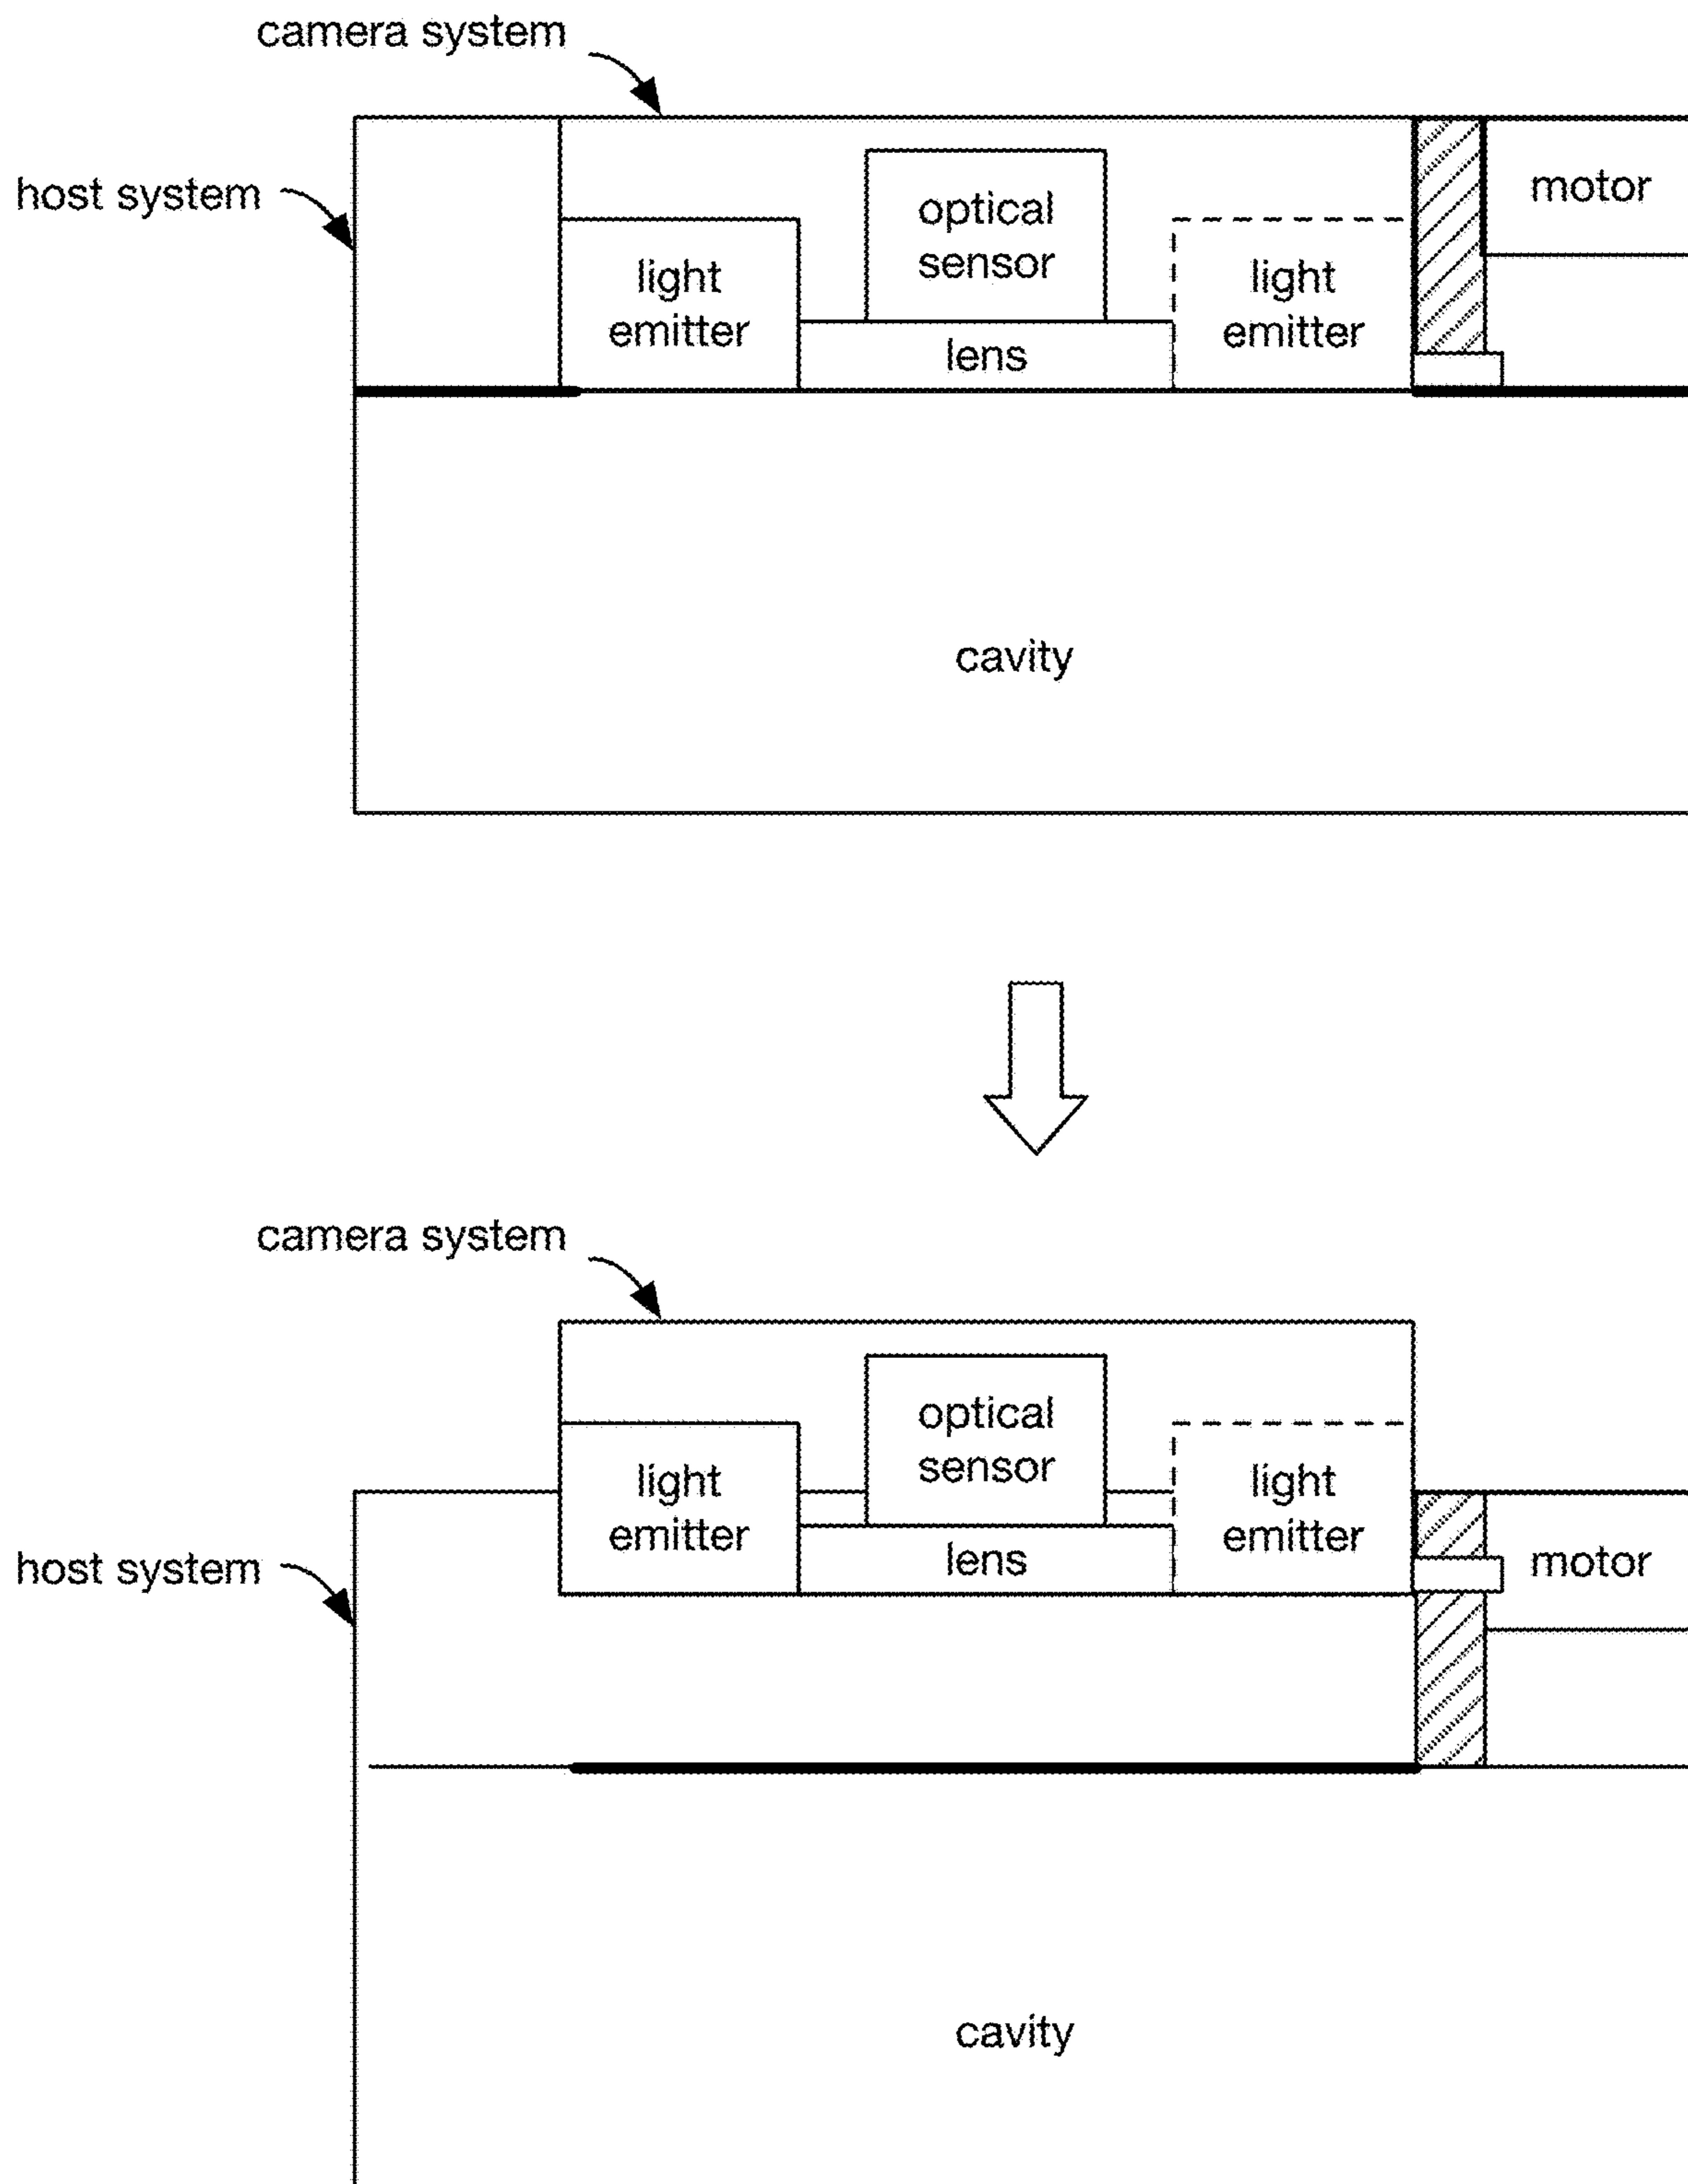 camera system
host system
optical
sensor
motor
light
emitter
light
emitter
lens
cavity
camera system
optical
sensor
light
emitter
light
emitter
host system
lens
motor
cavity